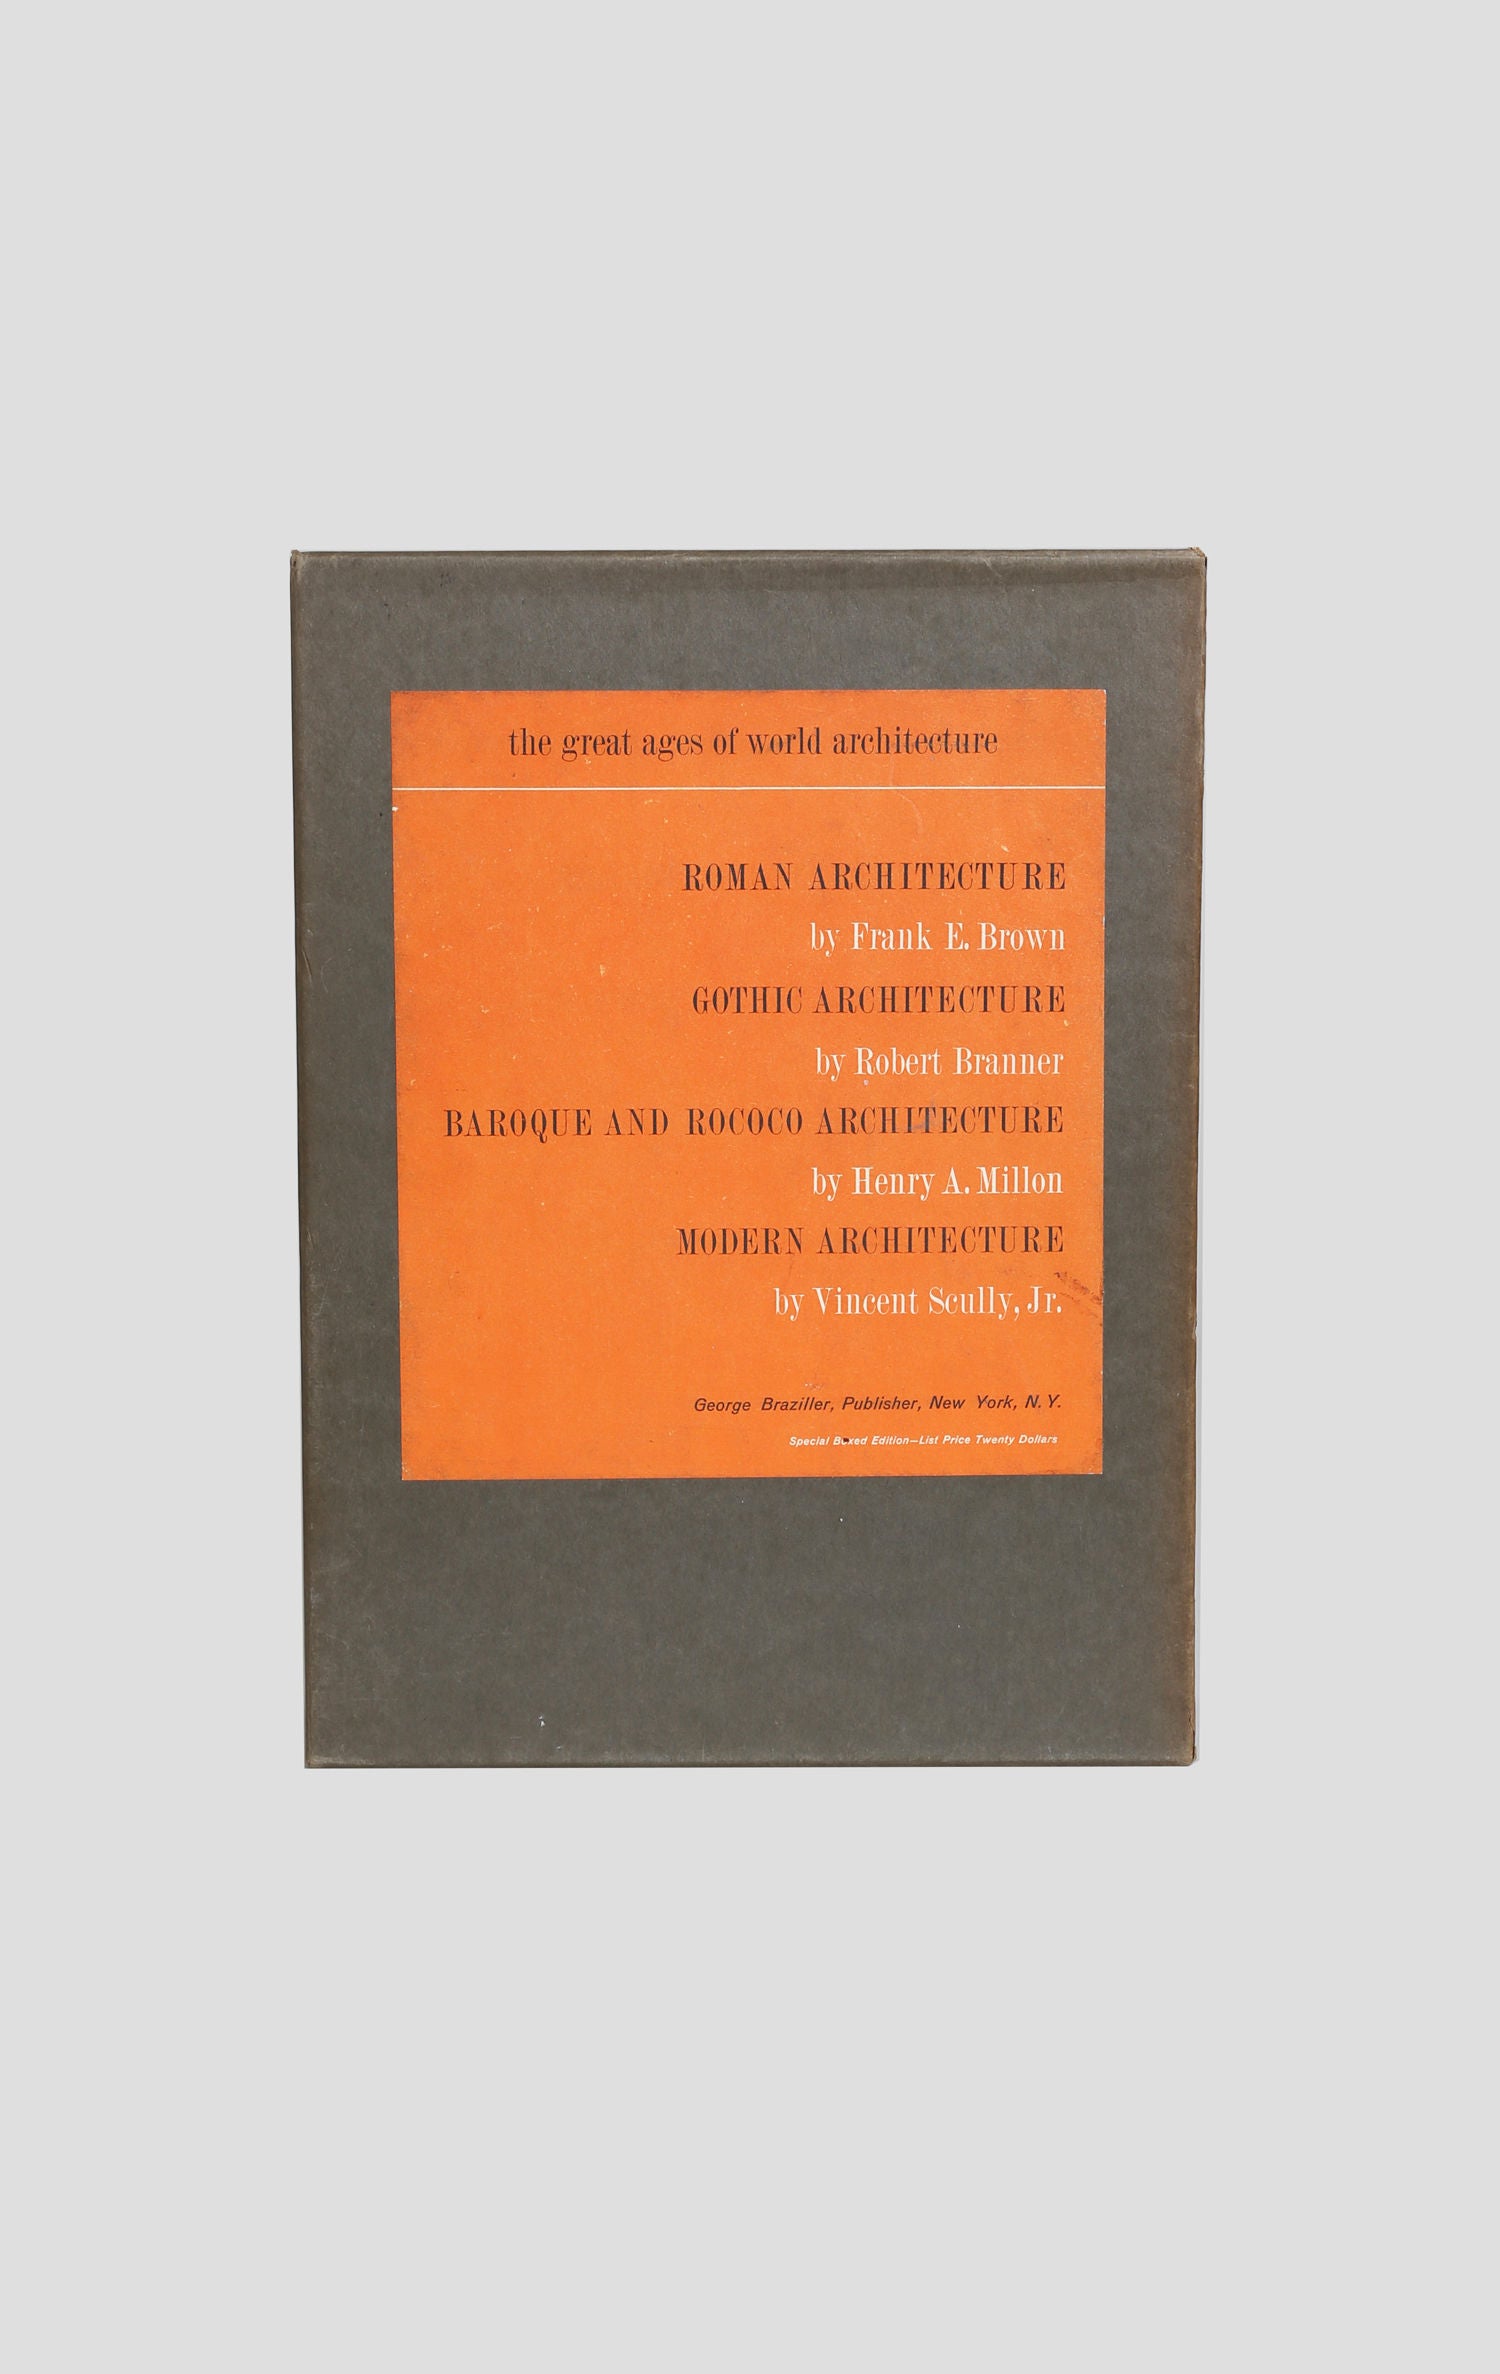 the great ages of world architecture
ROMAN ARCHITECTURE
by Frank E. Brown
GOTHIC ARCHITECTURE
by Robert Branner
BAROQUE AND ROCOCO ARCHITECTURE
by Henry A. Millon
MODERN ARCHITECTURE
by Vincent Scully, Jr.
George Braziller, Publisher, New York, N.Y.
Special Boxed Edition—List Price Twenty Dollars